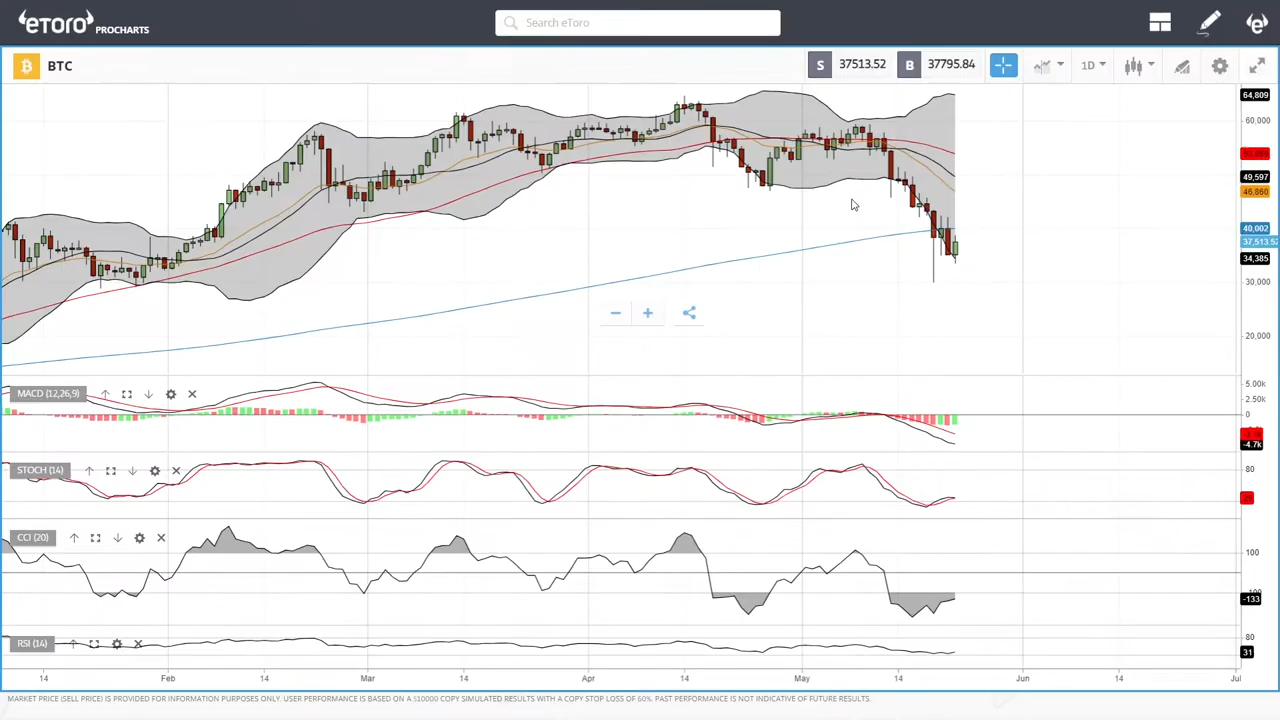 eToro PROCHARTS
Search eToro
BTC
S 37513.52 B 37795.84
1D
64,809
60,000
49,597
46,860
40,002
37,513.52
34,385
30,000
20,000
MACD (12,26,9)
5.00k
2.50k
0
-4.7k
STOCH (14)
80
CCI (20)
100
-100
-133
RSI (14)
80
31
14 Feb 14 Mar 14 Apr 14 May 14 Jun 14 Jul
MARKET PRICE (SELL PRICE) IS PROVIDED FOR INFORMATION PURPOSES ONLY. USER PERFORMANCE IS BASED ON A $10000 COPY SIMULATED RESULTS WITH A COPY STOP LOSS OF 60%. PAST PERFORMANCE IS NOT INDICATIVE OF FUTURE RESULTS.